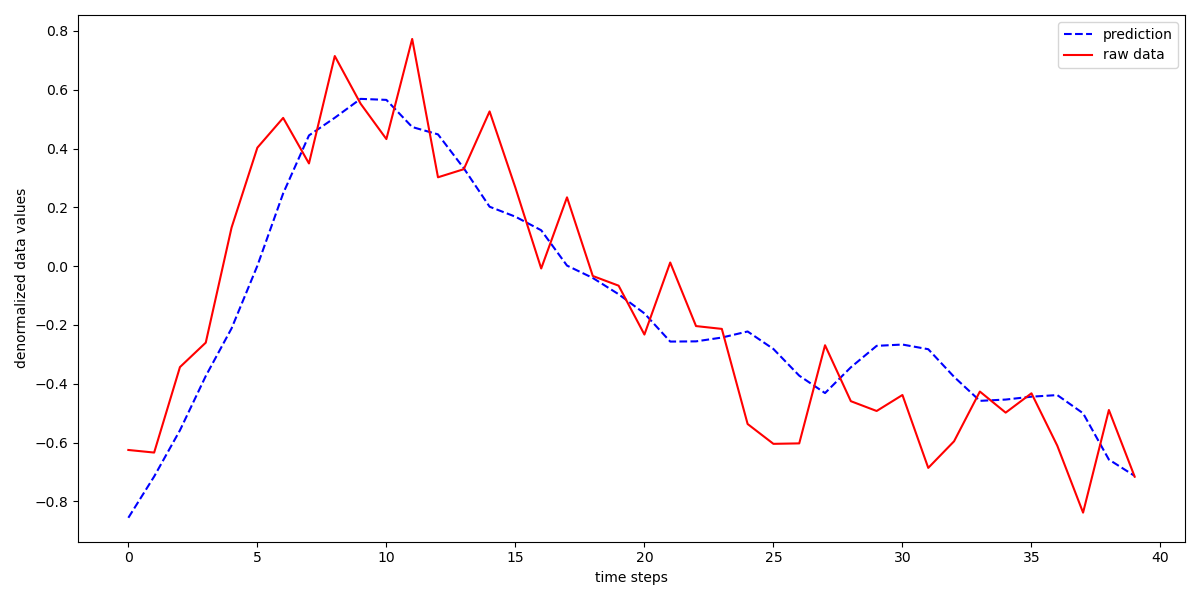 prediction
raw data
denormalized data values
0.8
0.6
0.4
0.2
0.0
−0.2
−0.4
−0.6
−0.8
0 5 10 15 20 25 30 35 40
time steps